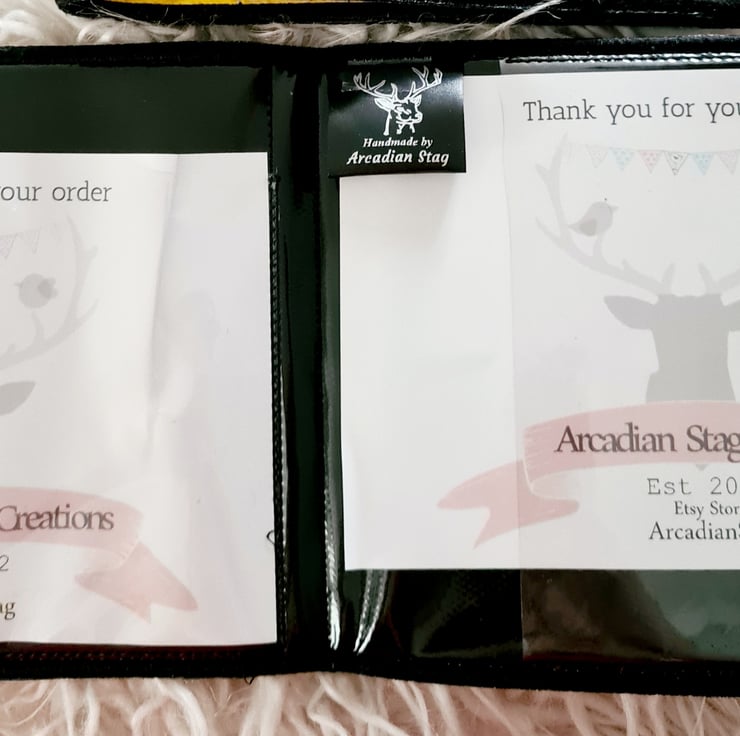 our order
Creations
2
ag
Handmade by
Arcadian Stag
Thank you for you
Arcadian Stag
Est 20
Etsy Stor
ArcadianS